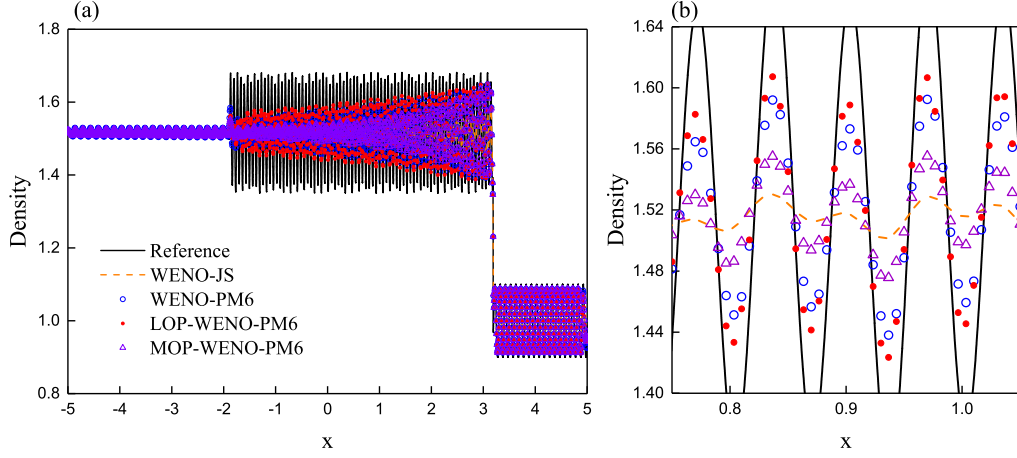 (a)
1.8
1.6
1.4
1.2
1.0
0.8
Density
Reference
WENO-JS
WENO-PM6
LOP-WENO-PM6
MOP-WENO-PM6
-5 -4 -3 -2 -1 0 1 2 3 4 5
x
(b)
1.64
1.60
1.56
1.52
1.48
1.44
1.40
Density
0.8 0.9 1.0
x